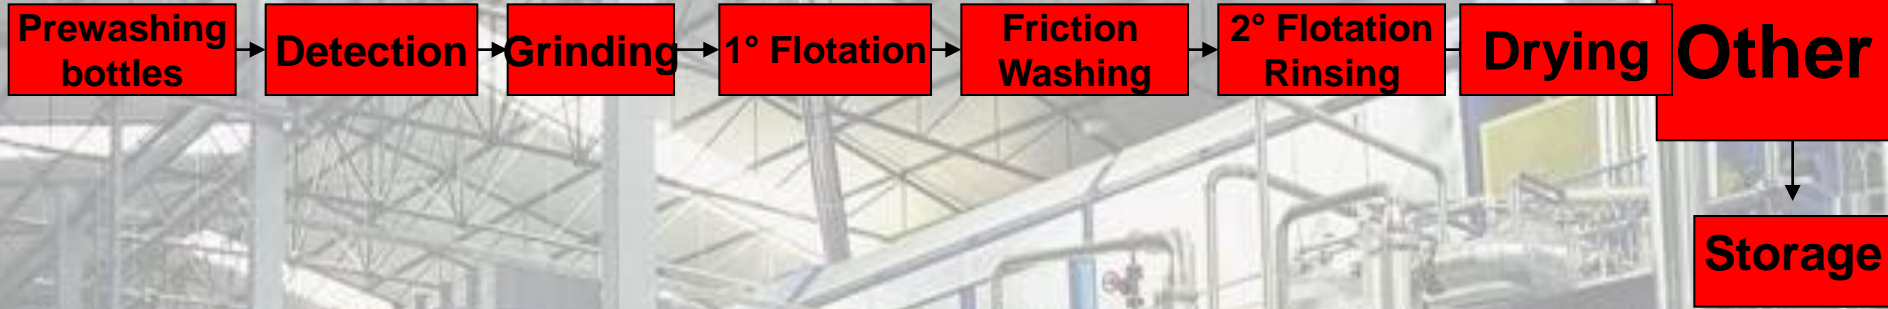 Prewashing
bottles
Detection
Grinding
1° Flotation
Friction
Washing
2° Flotation
Rinsing
Drying
Other
Storage